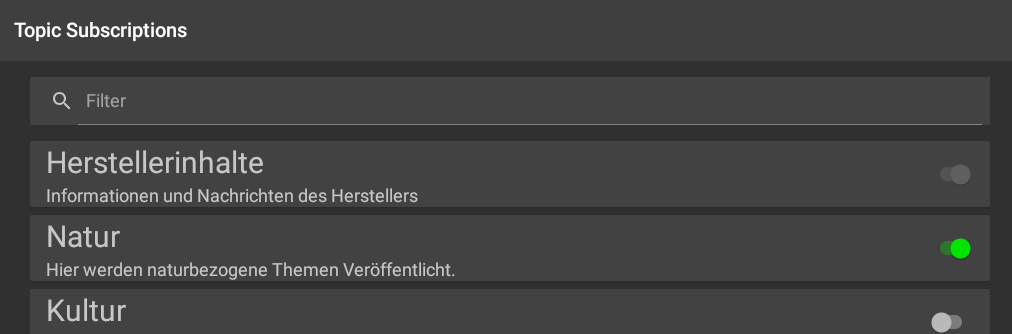 Topic Subscriptions
Filter
Herstellerinhalte
Informationen und Nachrichten des Herstellers
Natur
Hier werden naturbezogene Themen Veröffentlicht.
Kultur